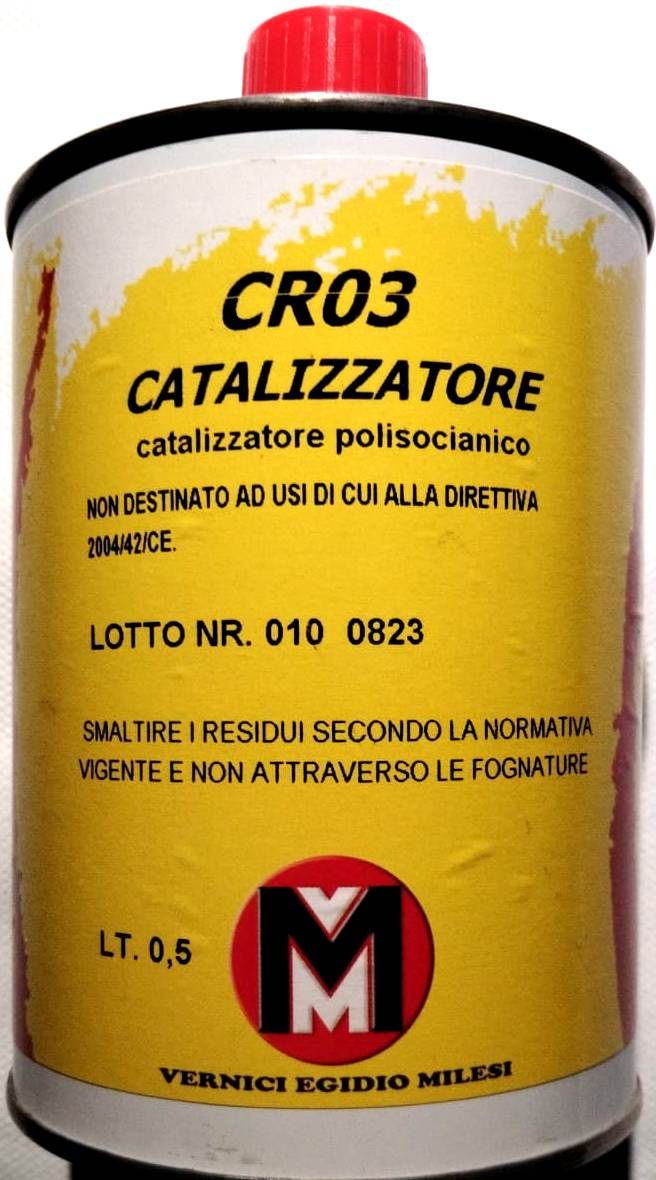 CR03
CATALIZZATORE
catalizzatore polisocianico
NON DESTINATO AD USI DI CUI ALLA DIRETTIVA
2004/42/CE.
LOTTO NR. 010 0823
SMALTIRE I RESIDUI SECONDO LA NORMATIVA
VIGENTE E NON ATTRAVERSO LE FOGNATURE
LT. 0,5
VM
M
VERNICI EGIDIO MILESI